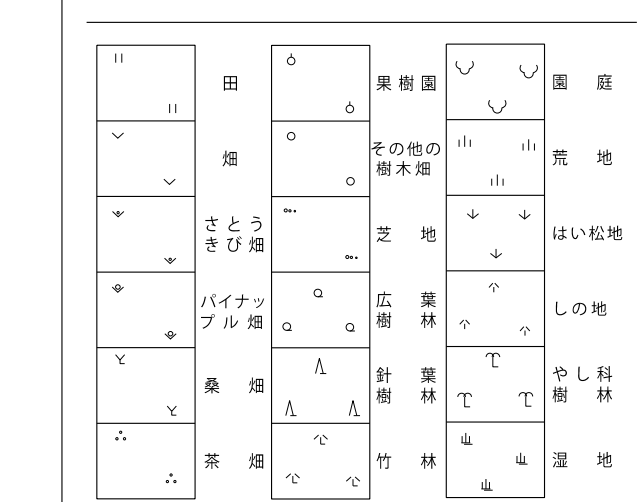 田
畑
さとう
きび畑
パイナッ
プル畑
桑畑
茶畑
果樹園
その他の
樹木畑
芝地
広葉
樹林
針葉
樹林
竹林
園庭
荒地
はい松地
しの地
やし科
樹林
湿地